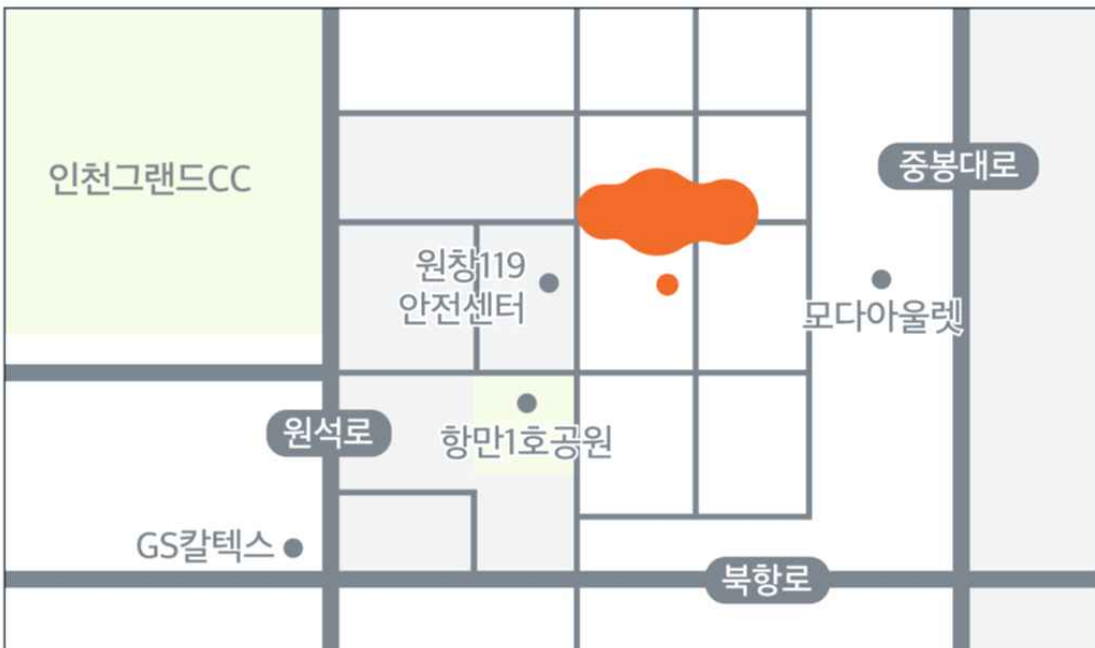 인천그랜드CC
중봉대로
원창119
안전센터
모다아울렛
원석로
항만1호공원
GS칼텍스
북항로